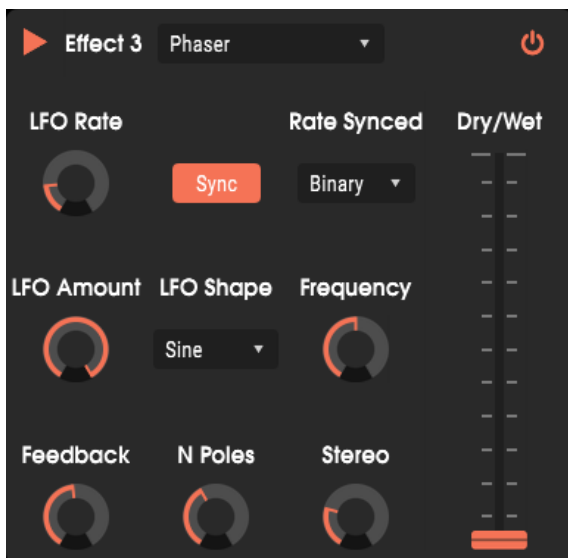 Effect 3 Phaser
LFO Rate Rate Synced Dry/Wet
Sync Binary
LFO Amount LFO Shape Frequency
Sine
Feedback N Poles Stereo